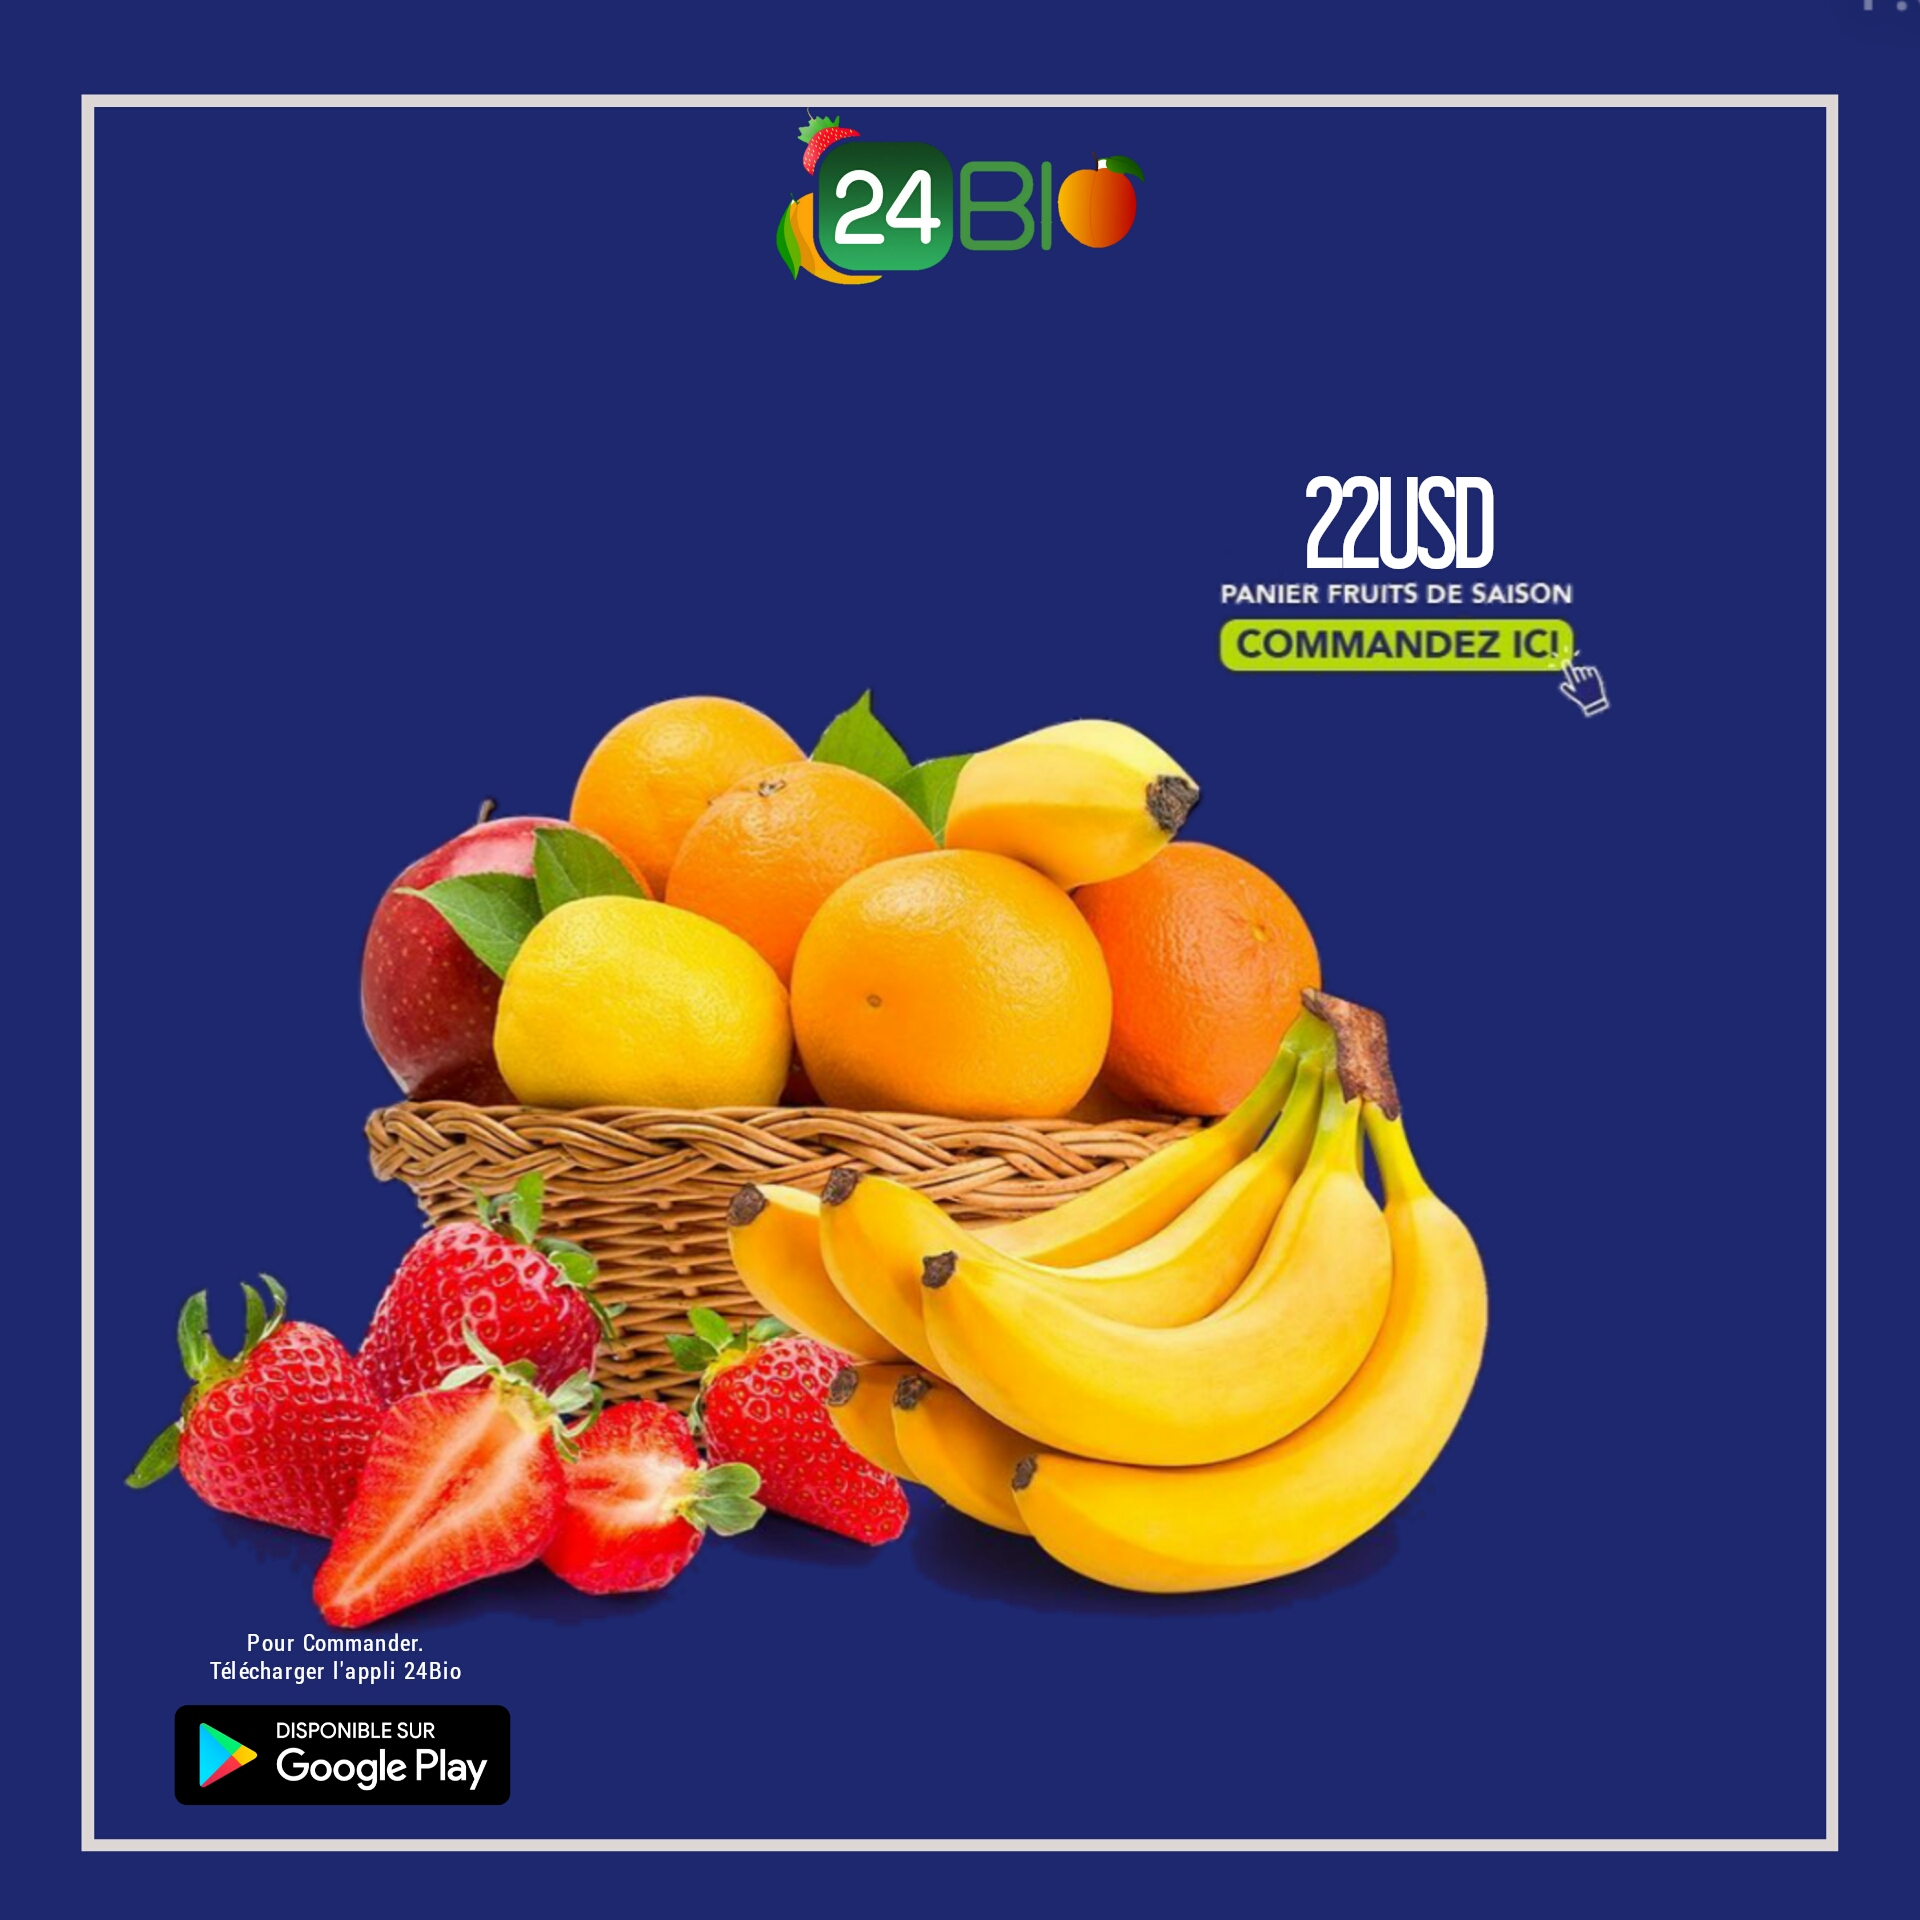 24BIO
22USD
PANIER FRUITS DE SAISON
COMMANDEZ ICI
Pour Commander.
Télécharger l'appli 24Bio
DISPONIBLE SUR
Google Play